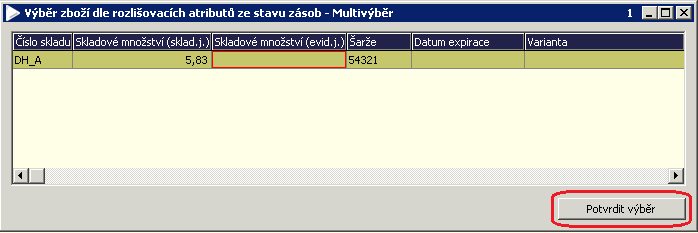 Výběr zboží dle rozlišovacích atributů ze stavu zásob - Multivýběr 1
Číslo skladu Skladové množství (sklad.j.) Skladové množství (evid.j.) Šarže Datum expirace Varianta
DH_A 5,83 54321
Potvrdit výběr